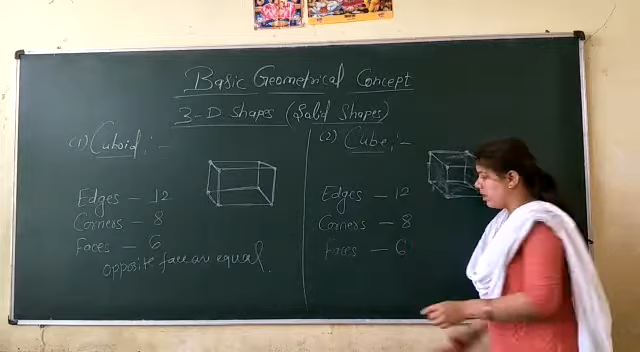 Basic Geometrical Concept
3-D Shapes (Solid Shapes)
(1) Cuboid :-
Edges - 12
Corners - 8
Faces - 6
opposite face are equal.
(2) Cube :-
Edges - 12
Corners - 8
Faces - 6